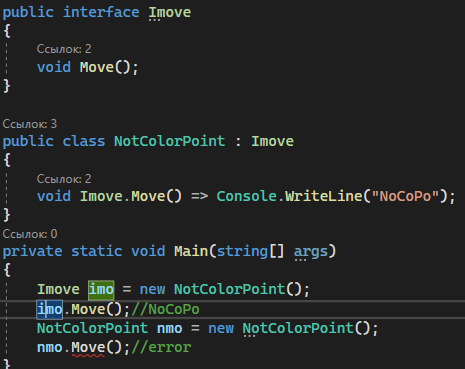 public interface Imove
{
Ссылок: 2
void Move();
}
Ссылок: 3
public class NotColorPoint : Imove
{
Ссылок: 2
void Imove.Move() => Console.WriteLine("NoCoPo");
}
Ссылок: 0
private static void Main(string[] args)
{
Imove imo = new NotColorPoint();
imo.Move();//NoCoPo
NotColorPoint nmo = new NotColorPoint();
nmo.Move();//error
}